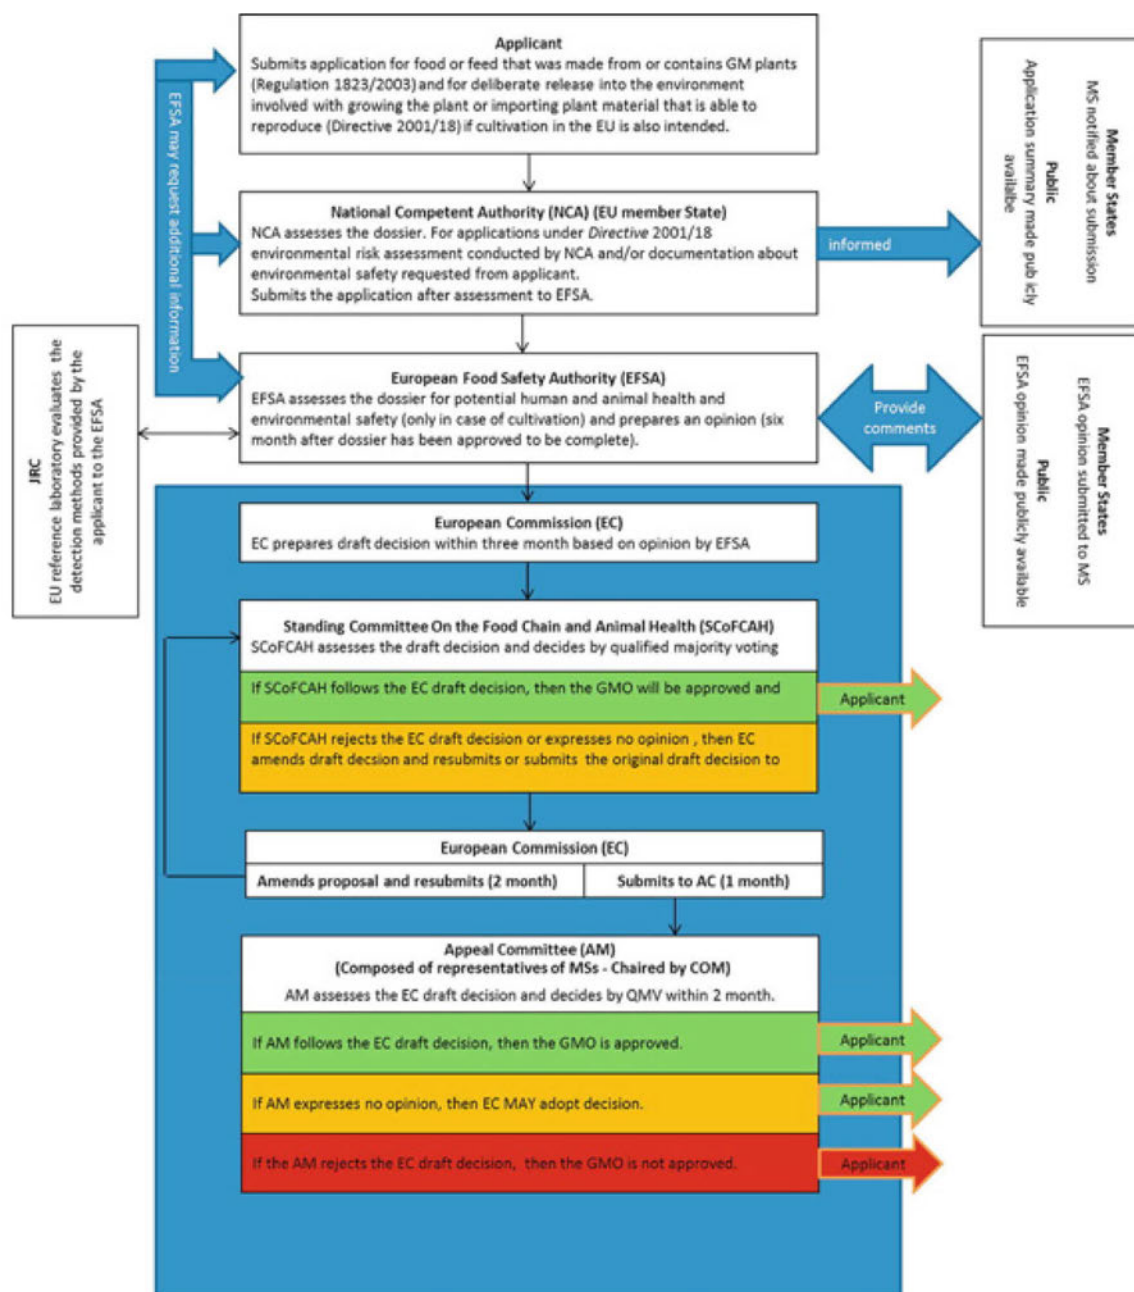 Applicant
Submits application for food or feed that was made from or contains GM plants
(Regulation 1823/2003) and for deliberate release into the environment
involved with growing the plant or importing plant material that is able to
reproduce (Directive 2001/18) if cultivation in the EU is also intended.
EFSA may request additional information
National Competent Authority (NCA) (EU member State)
NCA assesses the dossier. For applications under Directive 2001/18
environmental risk assessment conducted by NCA and/or documentation about
environmental safety requested from applicant.
Submits the application after assessment to EFSA.
informed
Member States
MS notified about submission
Public
Application summary made pub icly
availalbe
European Food Safety Authority (EFSA)
EFSA assesses the dossier for potential human and animal health and
environmental safety (only in case of cultivation) and prepares an opinion (six
month after dossier has been approved to be complete).
Provide
comments
Member States
EFSA opinion submitted to MS
Public
EFSA opinion made publicly available
JRC
EU reference laboratory evaluates the
detection methods provided by the
applicant to the EFSA
European Commission (EC)
EC prepares draft decision within three month based on opinion by EFSA
Standing Committee On the Food Chain and Animal Health (SCoFCAH)
SCoFCAH assesses the draft decision and decides by qualified majority voting
If SCoFCAH follows the EC draft decision, then the GMO will be approved and
Applicant
If SCoFCAH rejects the EC draft decision or expresses no opinion , then EC
amends draft decsion and resubmits or submits the original draft decision to
European Commission (EC)
Amends proposal and resubmits (2 month)
Submits to AC (1 month)
Appeal Committee (AM)
(Composed of representatives of MSs - Chaired by COM)
AM assesses the EC draft decision and decides by QMV within 2 month.
If AM follows the EC draft decision, then the GMO is approved.
Applicant
If AM expresses no opinion, then EC MAY adopt decision.
Applicant
If the AM rejects the EC draft decision, then the GMO is not approved.
Applicant